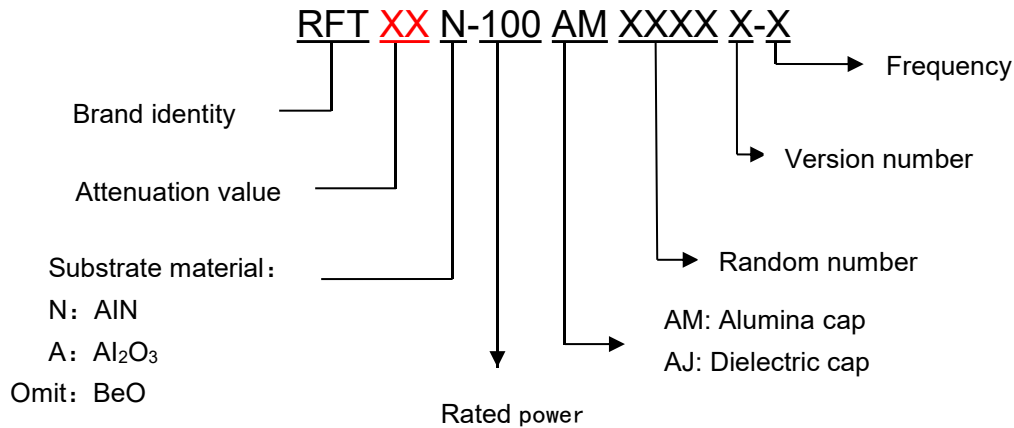 RFT XX N-100 AM XXXX X-X
Frequency
Brand identity
Version number
Attenuation value
Substrate material：
Random number
N：AlN
A：Al₂O₃
Omit：BeO
AM: Alumina cap
AJ: Dielectric cap
Rated power